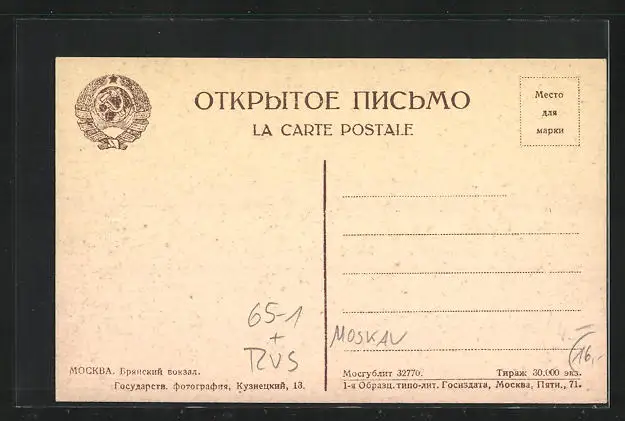 ОТКРЫТОЕ ПИСЬМО
LA CARTE POSTALE
Место
для
марки
65-1
+
RUS
MOSKAU
16,-
МОСКВА. Брянский вокзал.
Государств. фотография, Кузнецкий, 13.
Мосгублит 32770. Тираж 30.000 экз.
1-я Образц. типо-лит. Госиздата, Москва, Пятн., 71.